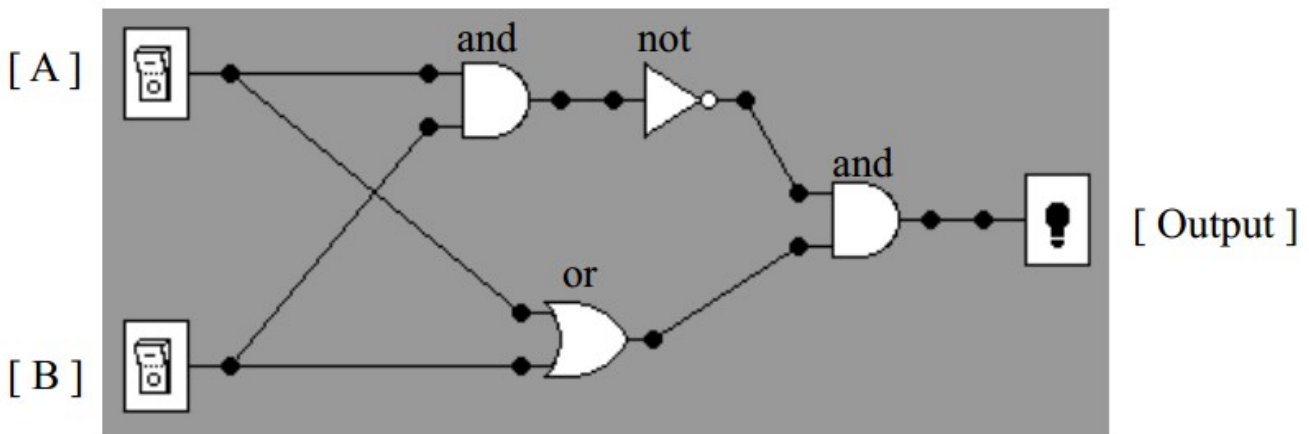 and
not
[ A ]
and
[ Output ]
or
[ B ]